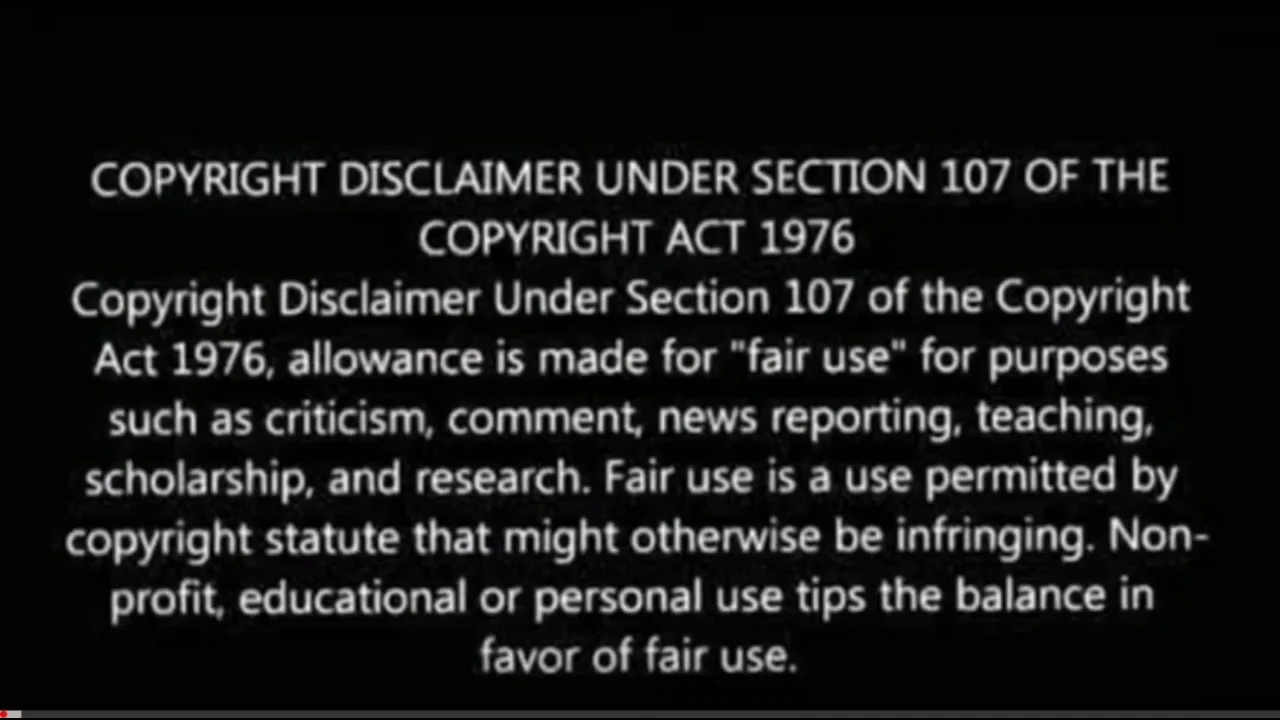 COPYRIGHT DISCLAIMER UNDER SECTION 107 OF THE
COPYRIGHT ACT 1976
Copyright Disclaimer Under Section 107 of the Copyright
Act 1976, allowance is made for "fair use" for purposes
such as criticism, comment, news reporting, teaching,
scholarship, and research. Fair use is a use permitted by
copyright statute that might otherwise be infringing. Non-
profit, educational or personal use tips the balance in
favor of fair use.